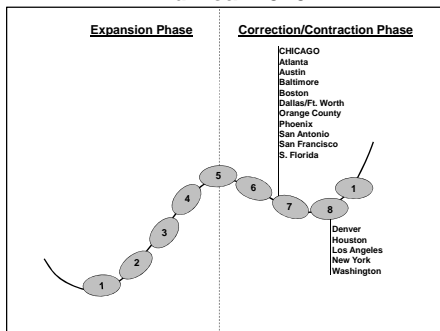 Expansion Phase
Correction/Contraction Phase
CHICAGO
Atlanta
Austin
Baltimore
Boston
Dallas/Ft. Worth
Orange County
Phoenix
San Antonio
San Francisco
S. Florida
5
4
6
1
3
7
8
2
1
Denver
Houston
Los Angeles
New York
Washington